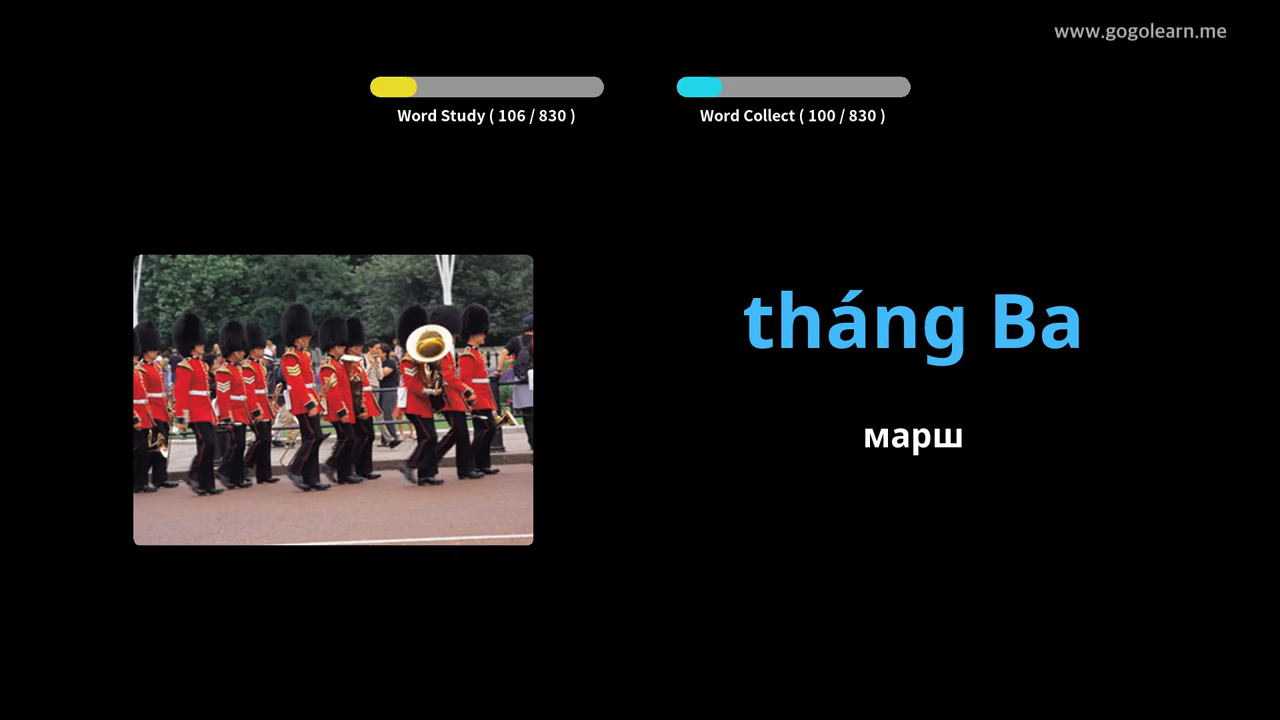 www.gogolearn.me
Word Study ( 106 / 830 )
Word Collect ( 100 / 830 )
tháng Ba
марш